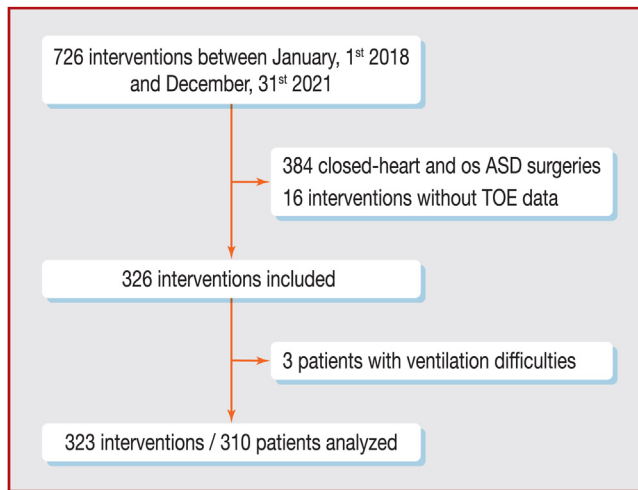 726 interventions between January, 1st 2018
and December, 31st 2021
384 closed-heart and os ASD surgeries
16 interventions without TOE data
326 interventions included
3 patients with ventilation difficulties
323 interventions / 310 patients analyzed